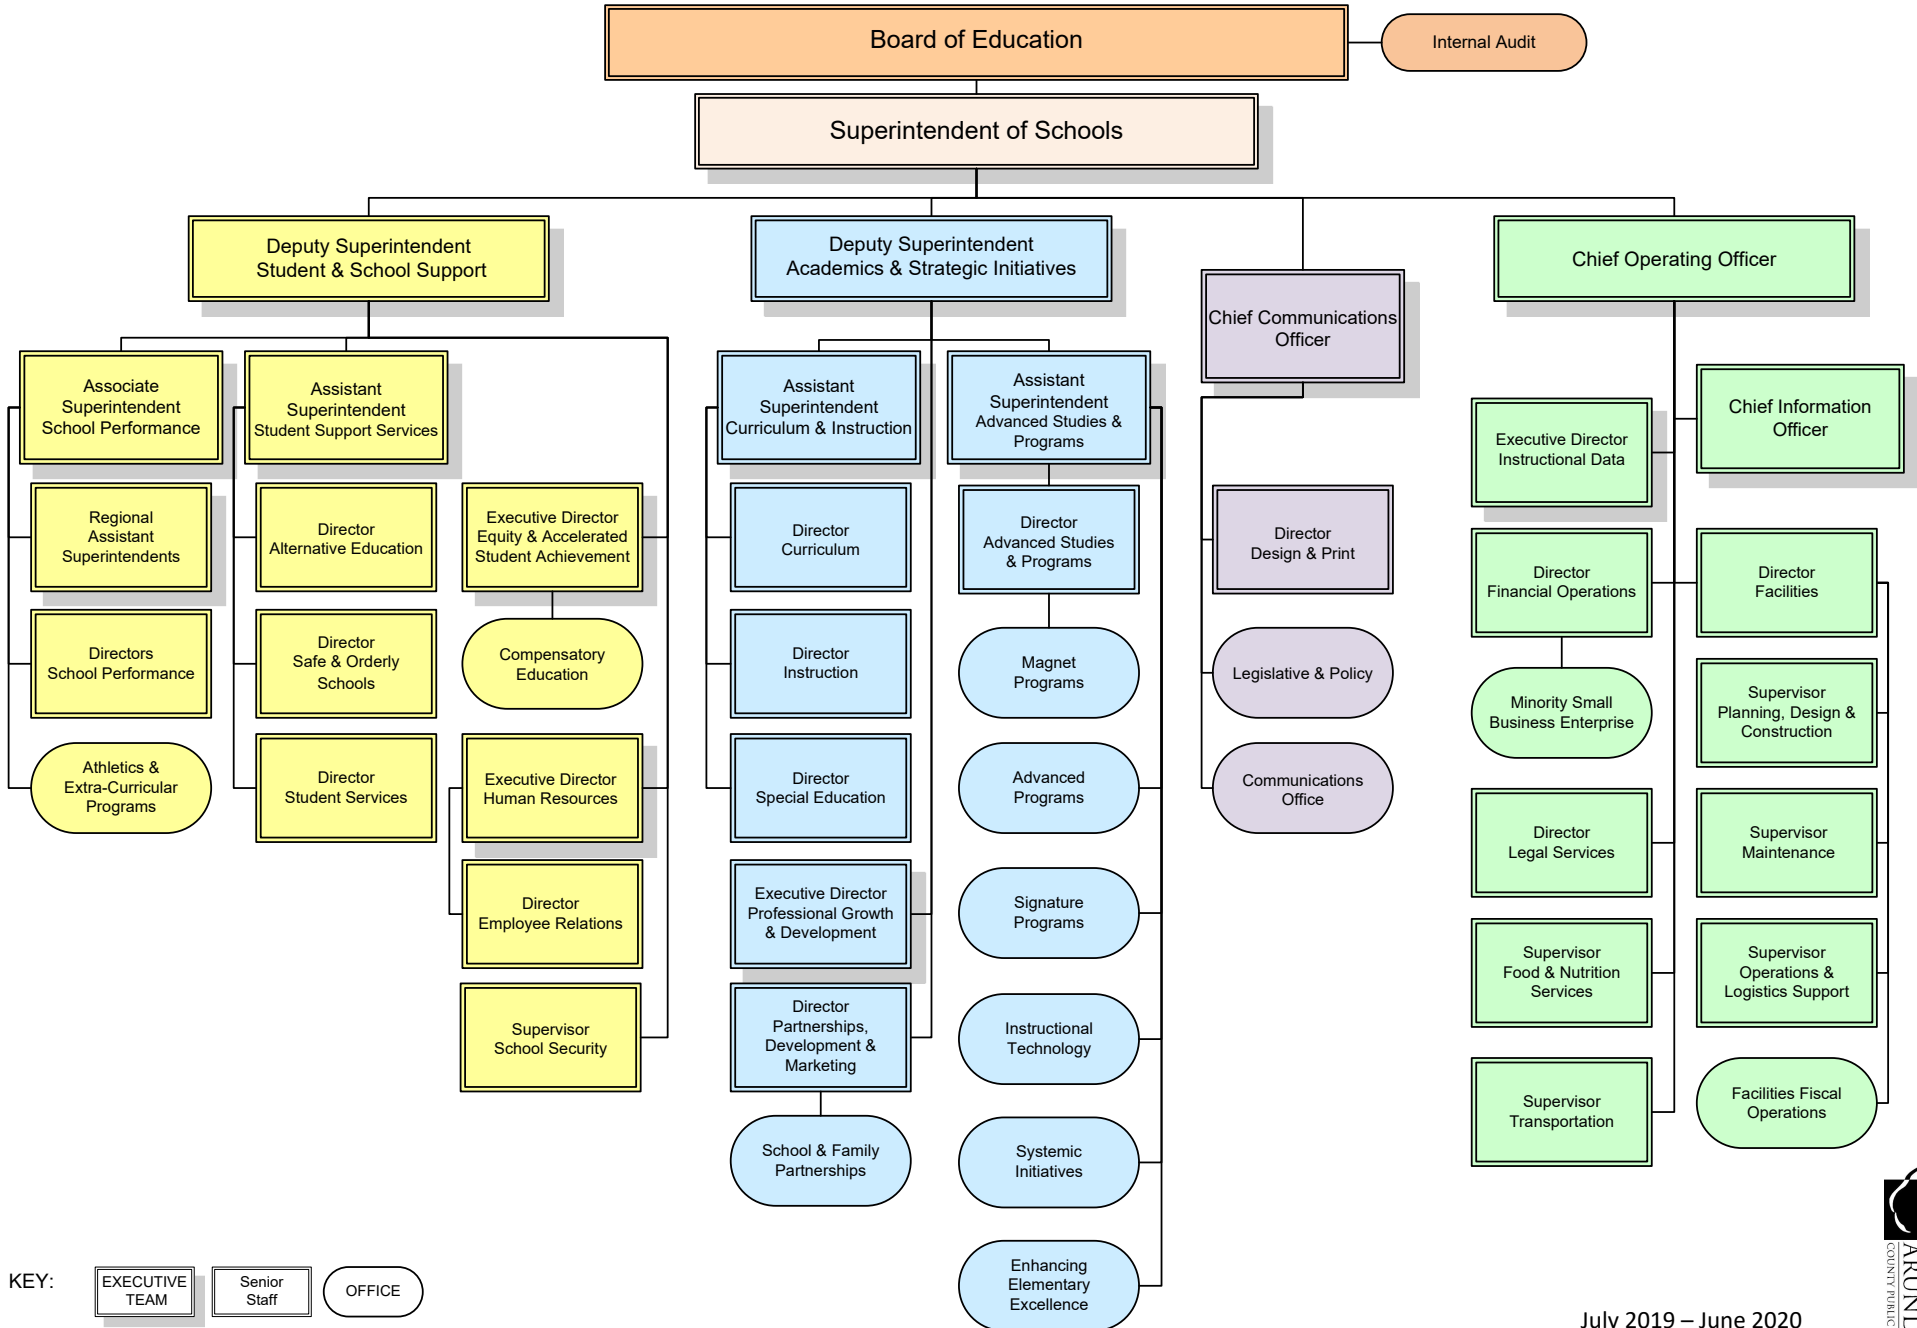 Board of Education
Internal Audit
Superintendent of Schools
Deputy Superintendent
Student & School Support
Deputy Superintendent
Academics & Strategic Initiatives
Chief Communications
Officer
Chief Operating Officer
Associate
Superintendent
School Performance
Assistant
Superintendent
Student Support Services
Assistant
Superintendent
Curriculum & Instruction
Assistant
Superintendent
Advanced Studies &
Programs
Executive Director
Instructional Data
Chief Information
Officer
Regional
Assistant
Superintendents
Director
Alternative Education
Executive Director
Equity & Accelerated
Student Achievement
Director
Curriculum
Director
Advanced Studies
& Programs
Director
Design & Print
Director
Financial Operations
Director
Facilities
Directors
School Performance
Director
Safe & Orderly
Schools
Compensatory
Education
Director
Instruction
Magnet
Programs
Legislative & Policy
Minority Small
Business Enterprise
Supervisor
Planning, Design &
Construction
Athletics &
Extra-Curricular
Programs
Director
Student Services
Executive Director
Human Resources
Director
Special Education
Advanced
Programs
Communications
Office
Director
Legal Services
Supervisor
Maintenance
Director
Employee Relations
Executive Director
Professional Growth
& Development
Signature
Programs
Supervisor
Food & Nutrition
Services
Supervisor
Operations &
Logistics Support
Supervisor
School Security
Director
Partnerships,
Development &
Marketing
Instructional
Technology
Supervisor
Transportation
Facilities Fiscal
Operations
School & Family
Partnerships
Systemic
Initiatives
Enhancing
Elementary
Excellence
KEY:
EXECUTIVE
TEAM
Senior
Staff
OFFICE
July 2019 – June 2020
COUNTY PUBLIC